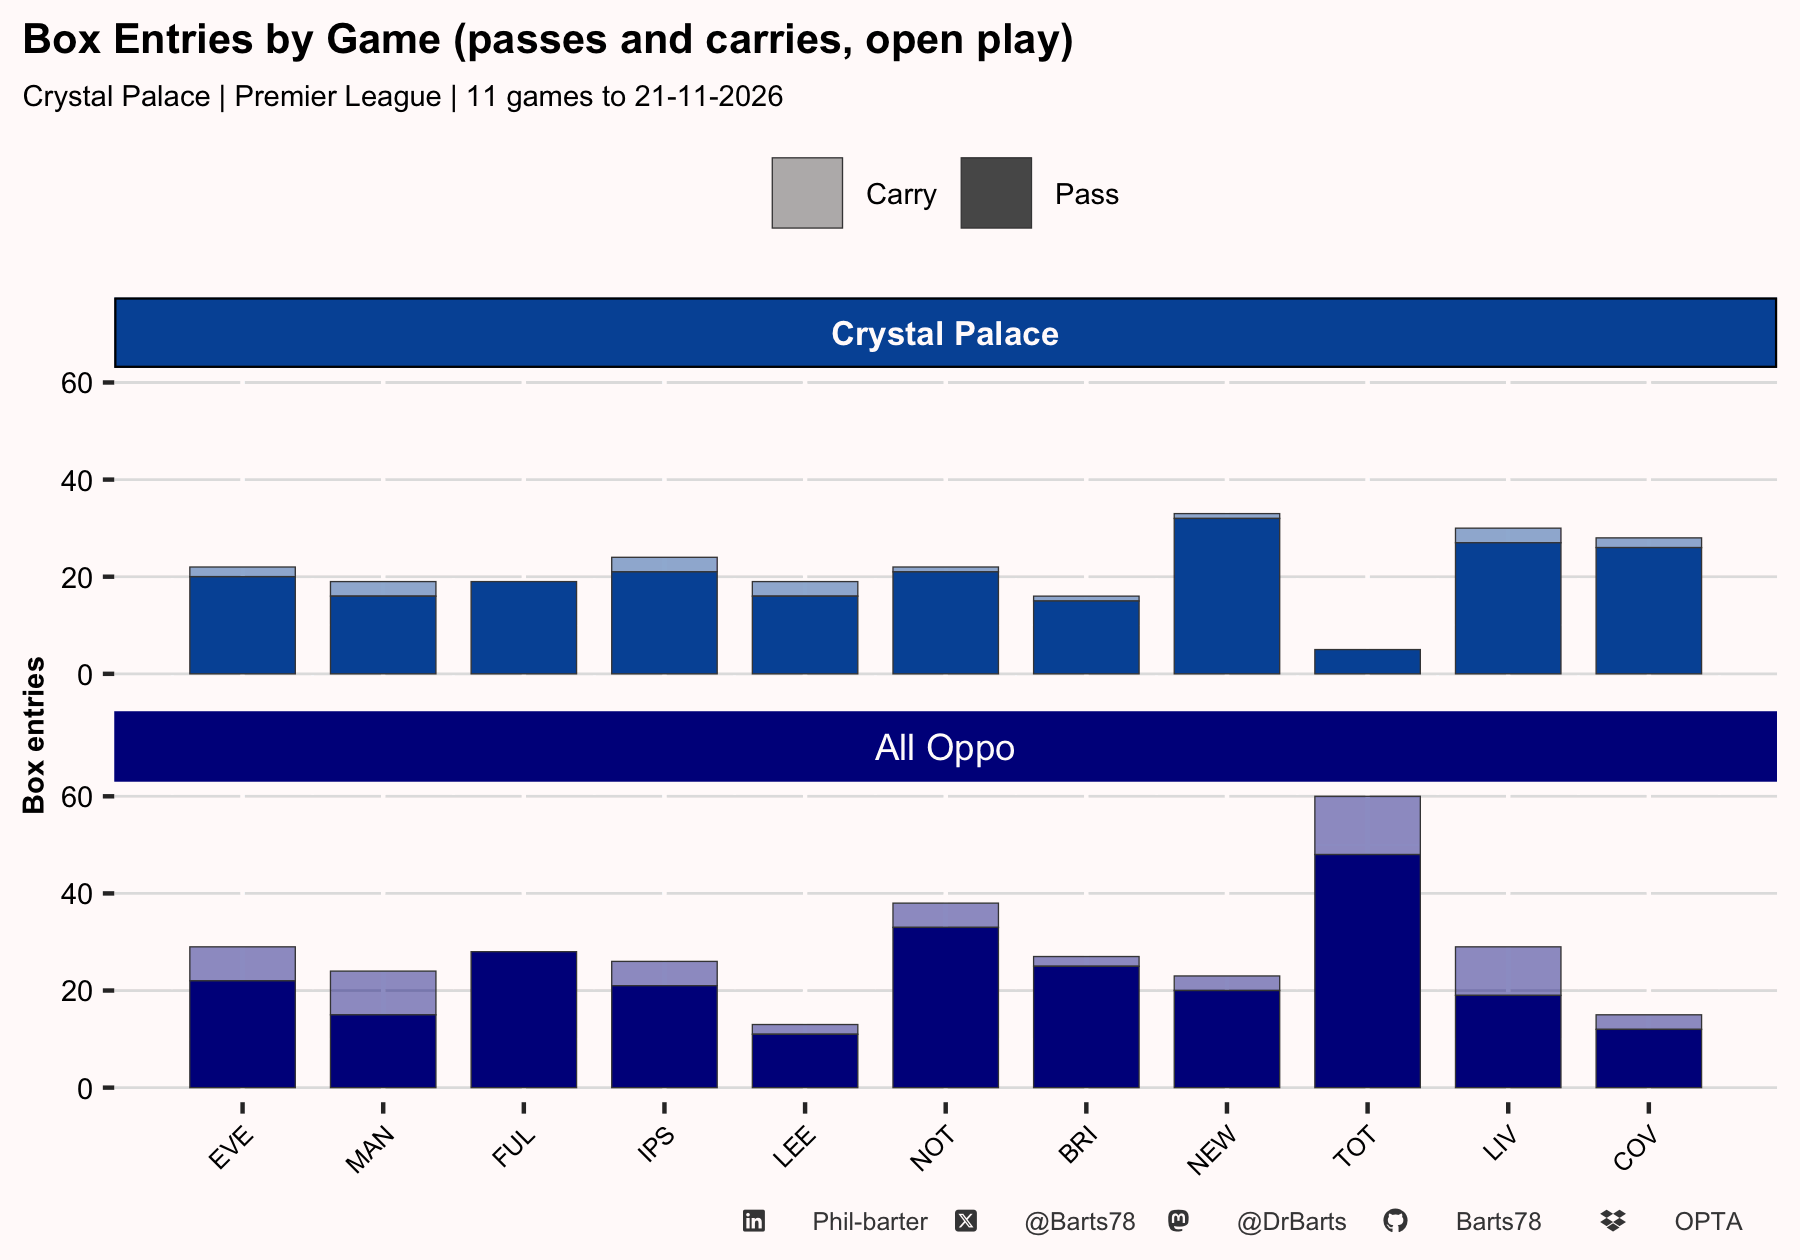 Box Entries by Game (passes and carries, open play)
Crystal Palace | Premier League | 11 games to 21-11-2026
Carry Pass
Crystal Palace
60
40
20
0
Box entries
All Oppo
60
40
20
0
EVE MAN FUL IPS LEE NOT BRI NEW TOT LIV COV
Phil-barter @Barts78 @DrBarts Barts78 OPTA